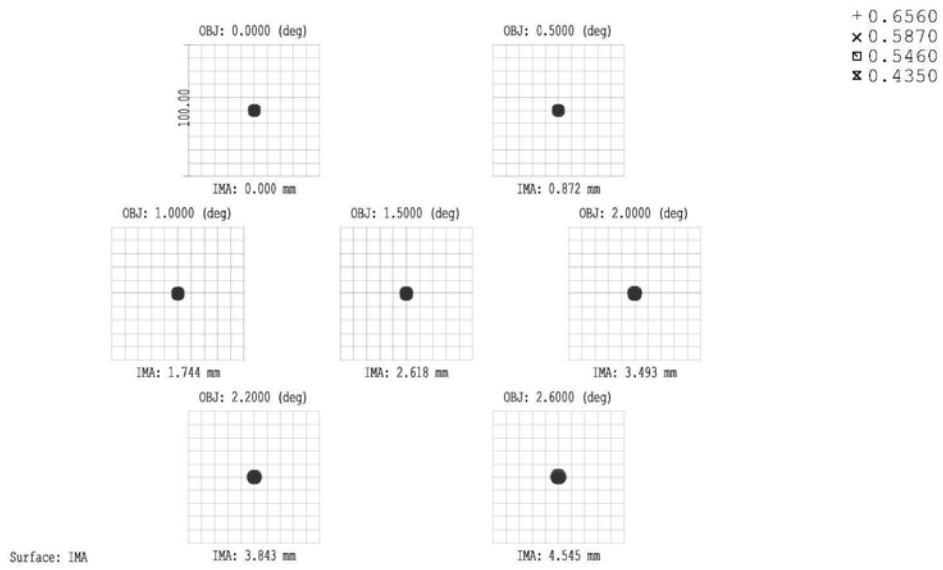 OBJ: 0.0000 (deg)
OBJ: 0.5000 (deg)
+ 0.6560
× 0.5870
0.5460
0.4350
100.00
IMA: 0.000 mm
IMA: 0.872 mm
OBJ: 1.0000 (deg)
OBJ: 1.5000 (deg)
OBJ: 2.0000 (deg)
IMA: 1.744 mm
IMA: 2.618 mm
IMA: 3.493 mm
OBJ: 2.2000 (deg)
OBJ: 2.6000 (deg)
IMA: 3.843 mm
IMA: 4.545 mm
Surface: IMA